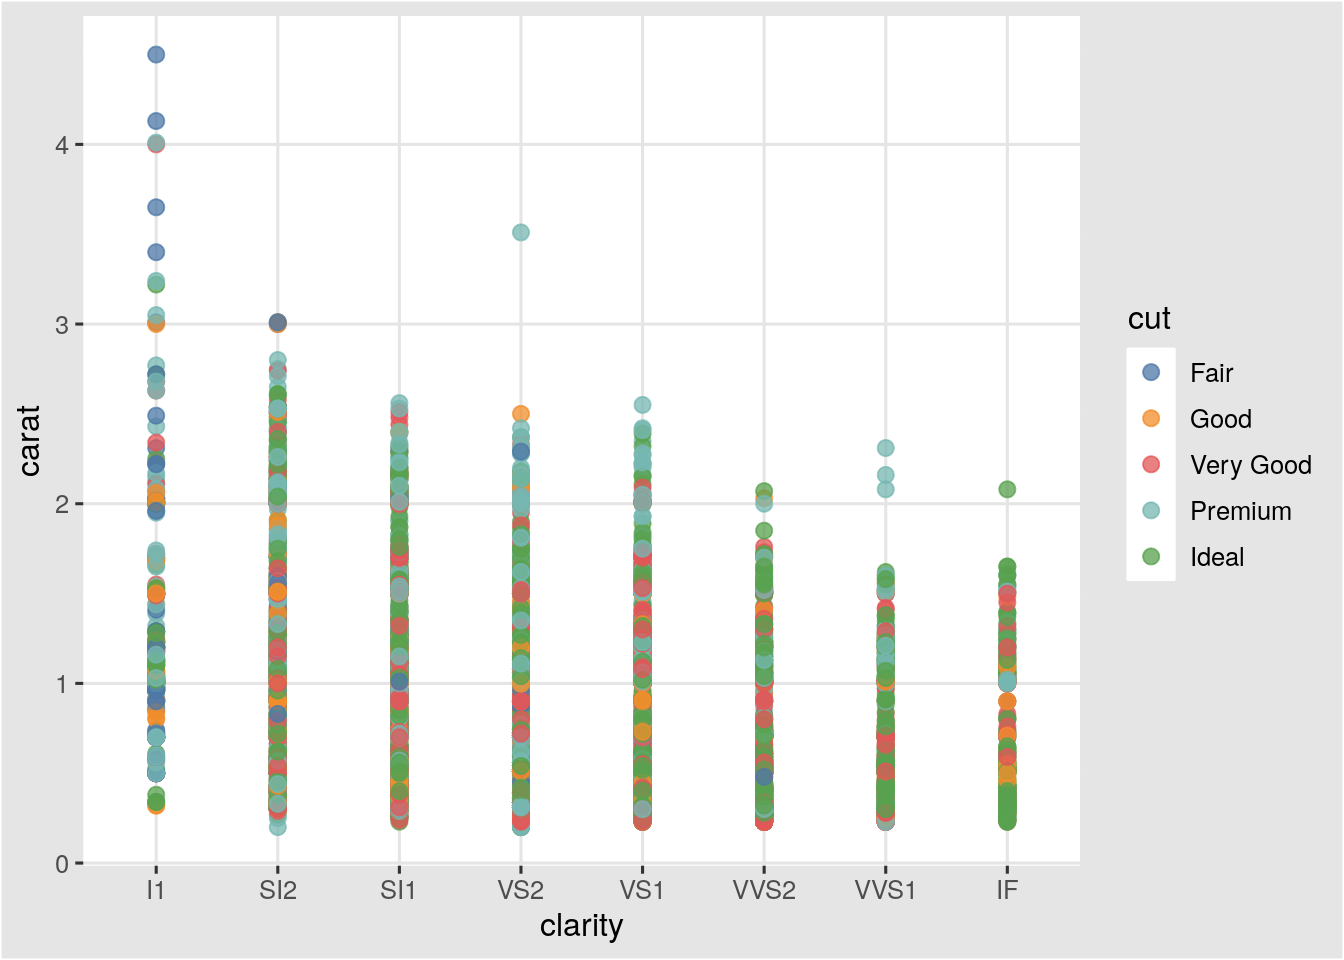 carat
4
3
2
1
0
I1 SI2 SI1 VS2 VS1 VVS2 VVS1 IF
clarity
cut
Fair
Good
Very Good
Premium
Ideal